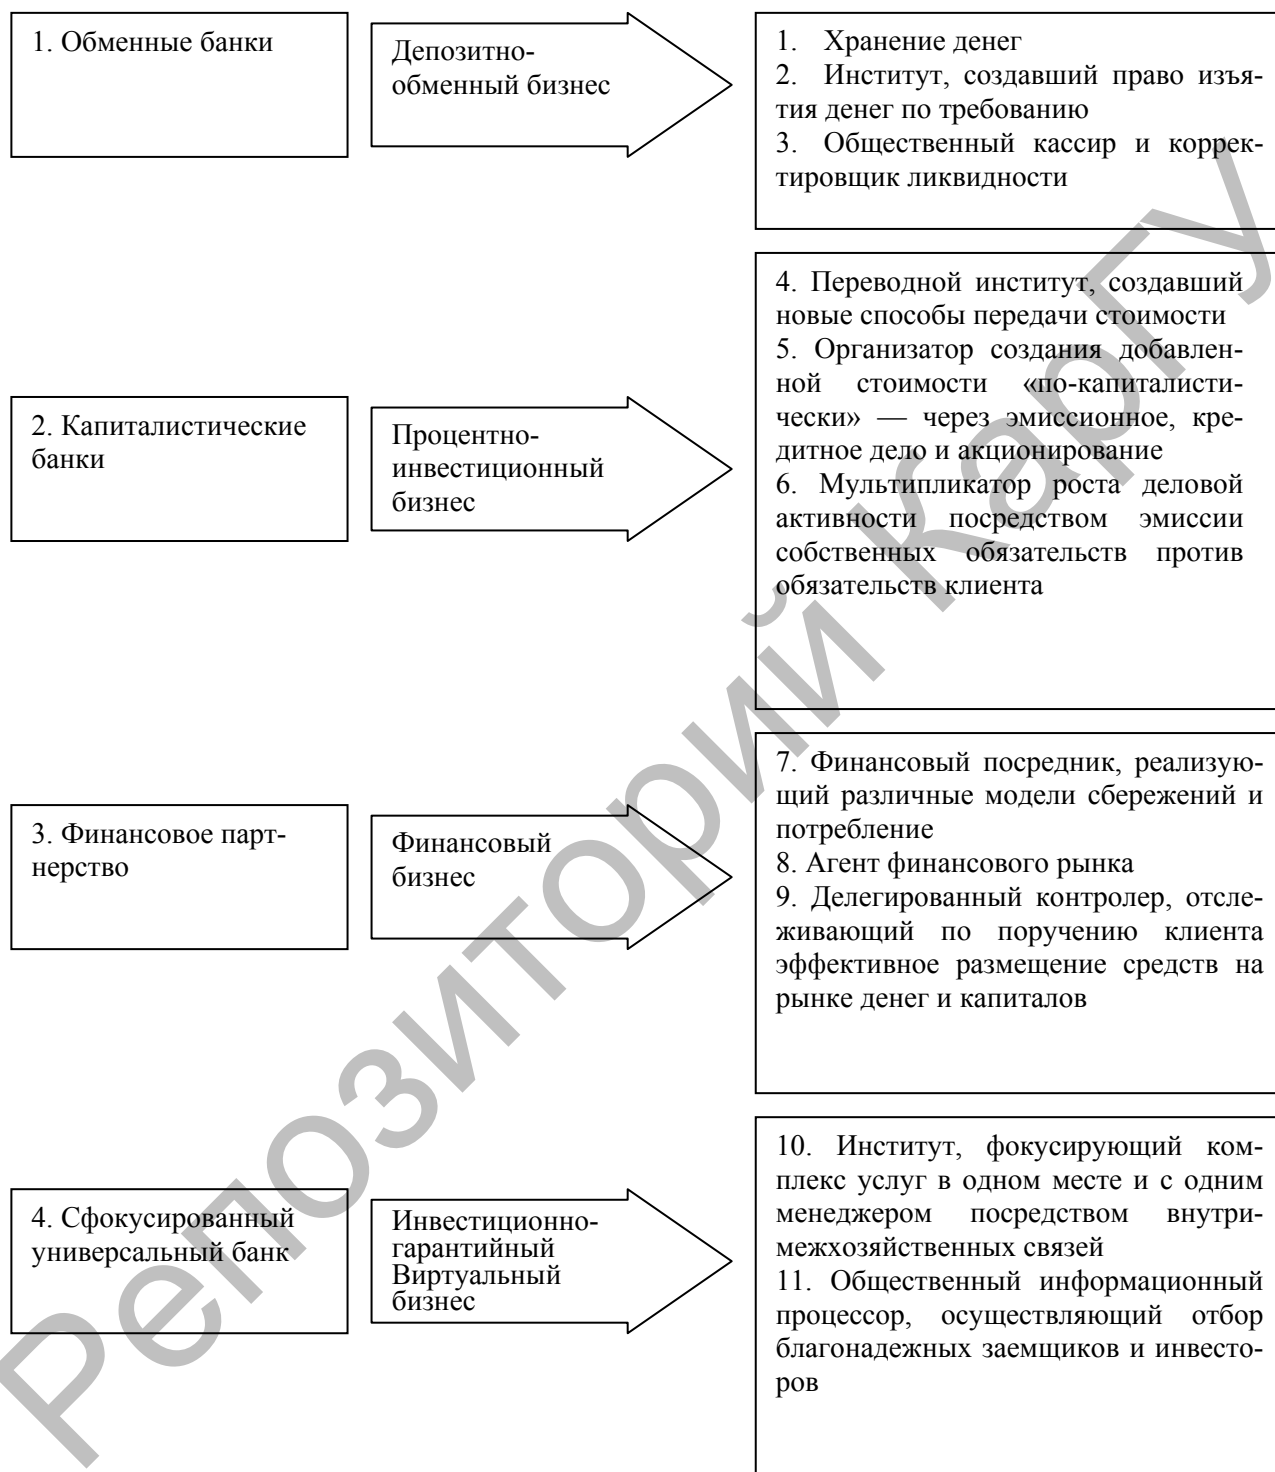 1. Обменные банки
Депозитно-
обменный бизнес
1. Хранение денег
2. Институт, создавший право изъя-
тия денег по требованию
3. Общественный кассир и коррек-
тировщик ликвидности
2. Капиталистические
банки
Процентно-
инвестиционный
бизнес
4. Переводной институт, создавший
новые способы передачи стоимости
5. Организатор создания добавлен-
ной стоимости «по-капиталисти-
чески» — через эмиссионное, кре-
дитное дело и акционирование
6. Мультипликатор роста деловой
активности посредством эмиссии
собственных обязательств против
обязательств клиента
3. Финансовое парт-
нерство
Финансовый
бизнес
7. Финансовый посредник, реализую-
щий различные модели сбережений и
потребление
8. Агент финансового рынка
9. Делегированный контролер, отсле-
живающий по поручению клиента
эффективное размещение средств на
рынке денег и капиталов
4. Сфокусированный
универсальный банк
Инвестиционно-
гарантийный
Виртуальный
бизнес
10. Институт, фокусирующий ком-
плекс услуг в одном месте и с одним
менеджером посредством внутри-
межхозяйственных связей
11. Общественный информационный
процессор, осуществляющий отбор
благонадежных заемщиков и инвесто-
ров
Репозиторий КарГУ